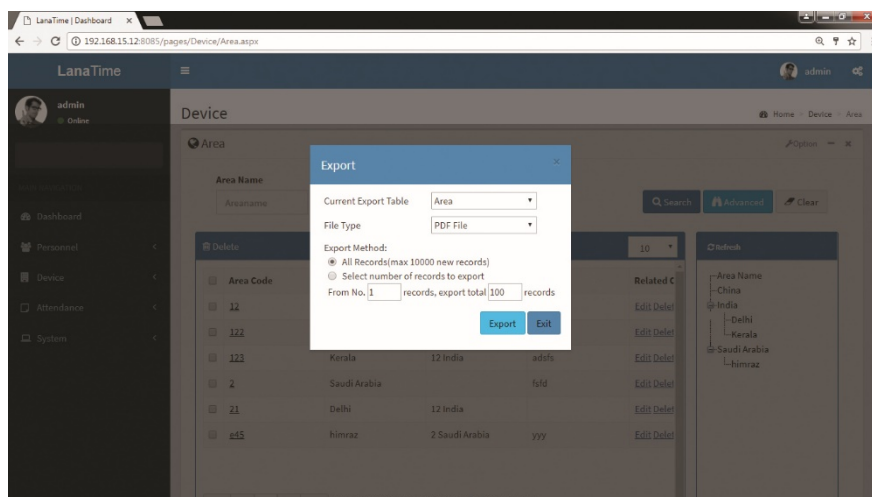 LanaTime | Dashboard
192.168.15.12:8085/pages/Device/Area.aspx
LanaTime
admin
admin
Online
Device
Home > Device > Area
Area
Option
Area Name
Areaname
Search
Advanced
Clear
Dashboard
Personnel
Device
Attendance
System
Delete
10
Refresh
Area Code
Related
12
Edit Delet
122
Edit Delet
123 Kerala 12 India adsfs
Edit Delet
2 Saudi Arabia fsfd
Edit Delet
21 Delhi 12 India
Edit Delet
e45 himraz 2 Saudi Arabia yyy
Edit Delet
Area Name
China
India
Delhi
Kerala
Saudi Arabia
himraz
Export
Current Export Table Area
File Type PDF File
Export Method:
All Records(max 10000 new records)
Select number of records to export
From No. 1 records, export total 100 records
Export Exit